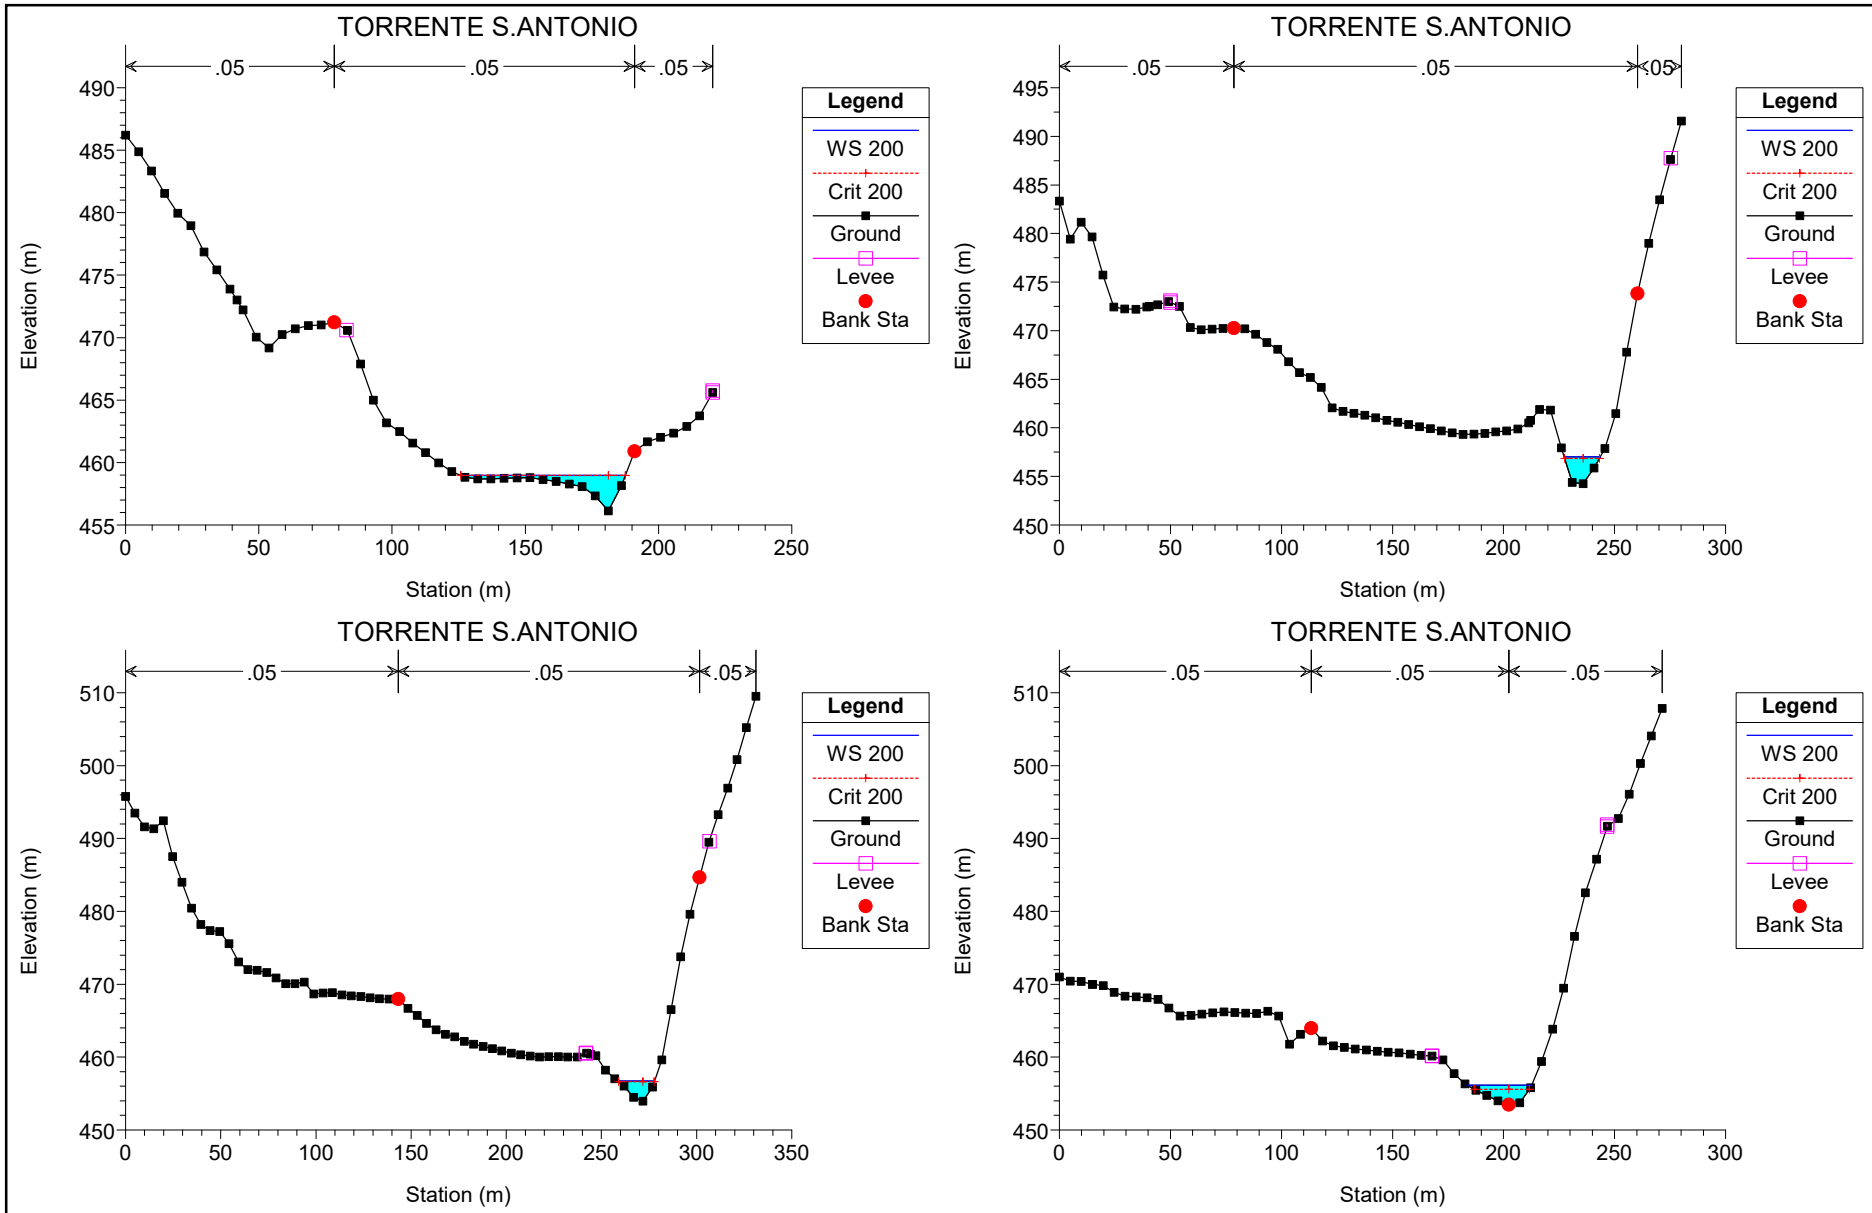 TORRENTE S.ANTONIO
.05
.05
.05
Elevation (m)
490
485
480
475
470
465
460
455
0
50
100
150
200
250
Station (m)
Legend
WS 200
Crit 200
Ground
Levee
Bank Sta
TORRENTE S.ANTONIO
.05
.05
.05
Elevation (m)
495
490
485
480
475
470
465
460
455
450
0
50
100
150
200
250
300
Station (m)
Legend
WS 200
Crit 200
Ground
Levee
Bank Sta
TORRENTE S.ANTONIO
.05
.05
.05
Elevation (m)
510
500
490
480
470
460
450
0
50
100
150
200
250
300
350
Station (m)
Legend
WS 200
Crit 200
Ground
Levee
Bank Sta
TORRENTE S.ANTONIO
.05
.05
.05
Elevation (m)
510
500
490
480
470
460
450
0
50
100
150
200
250
300
Station (m)
Legend
WS 200
Crit 200
Ground
Levee
Bank Sta